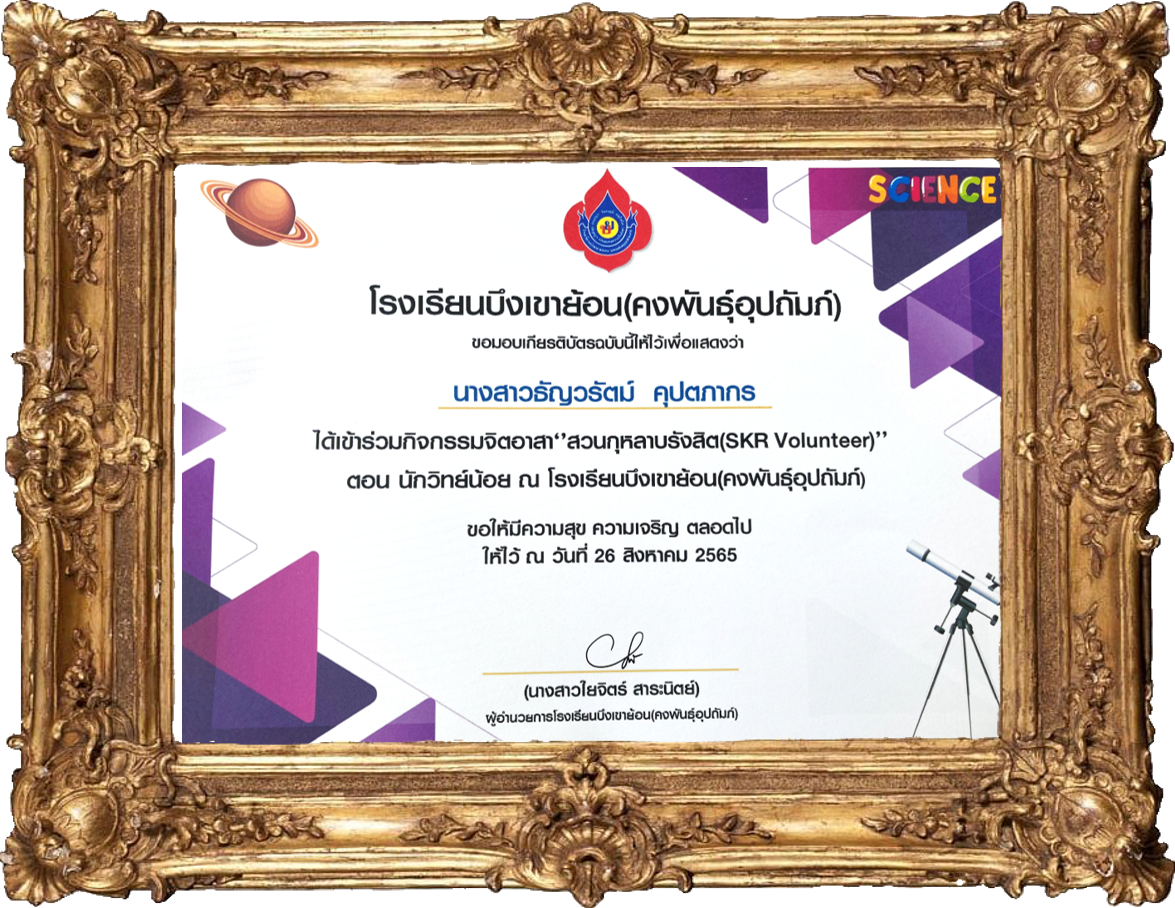 SCIENCE
โรงเรียนบึงเขาย้อน(คงพันธุ์อุปถัมภ์)
ขอมอบเกียรติบัตรฉบับนี้ให้ไว้เพื่อแสดงว่า
นางสาวธัญวรัตม์ คุปตภากร
ได้เข้าร่วมกิจกรรมจิตอาสา‘’สวนกุหลาบรังสิต(SKR Volunteer)’’
ตอน นักวิทย์น้อย ณ โรงเรียนบึงเขาย้อน(คงพันธุ์อุปถัมภ์)
ขอให้มีความสุข ความเจริญ ตลอดไป
ให้ไว้ ณ วันที่ 26 สิงหาคม 2565
(นางสาวใยจิตร์ สาระนิตย์)
ผู้อำนวยการโรงเรียนบึงเขาย้อน(คงพันธุ์อุปถัมภ์)